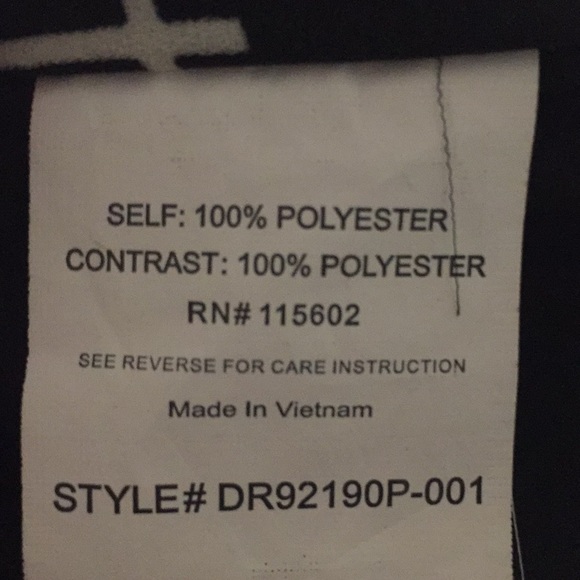 SELF: 100% POLYESTER
CONTRAST: 100% POLYESTER
RN# 115602
SEE REVERSE FOR CARE INSTRUCTION
Made In Vietnam
STYLE# DR92190P-001